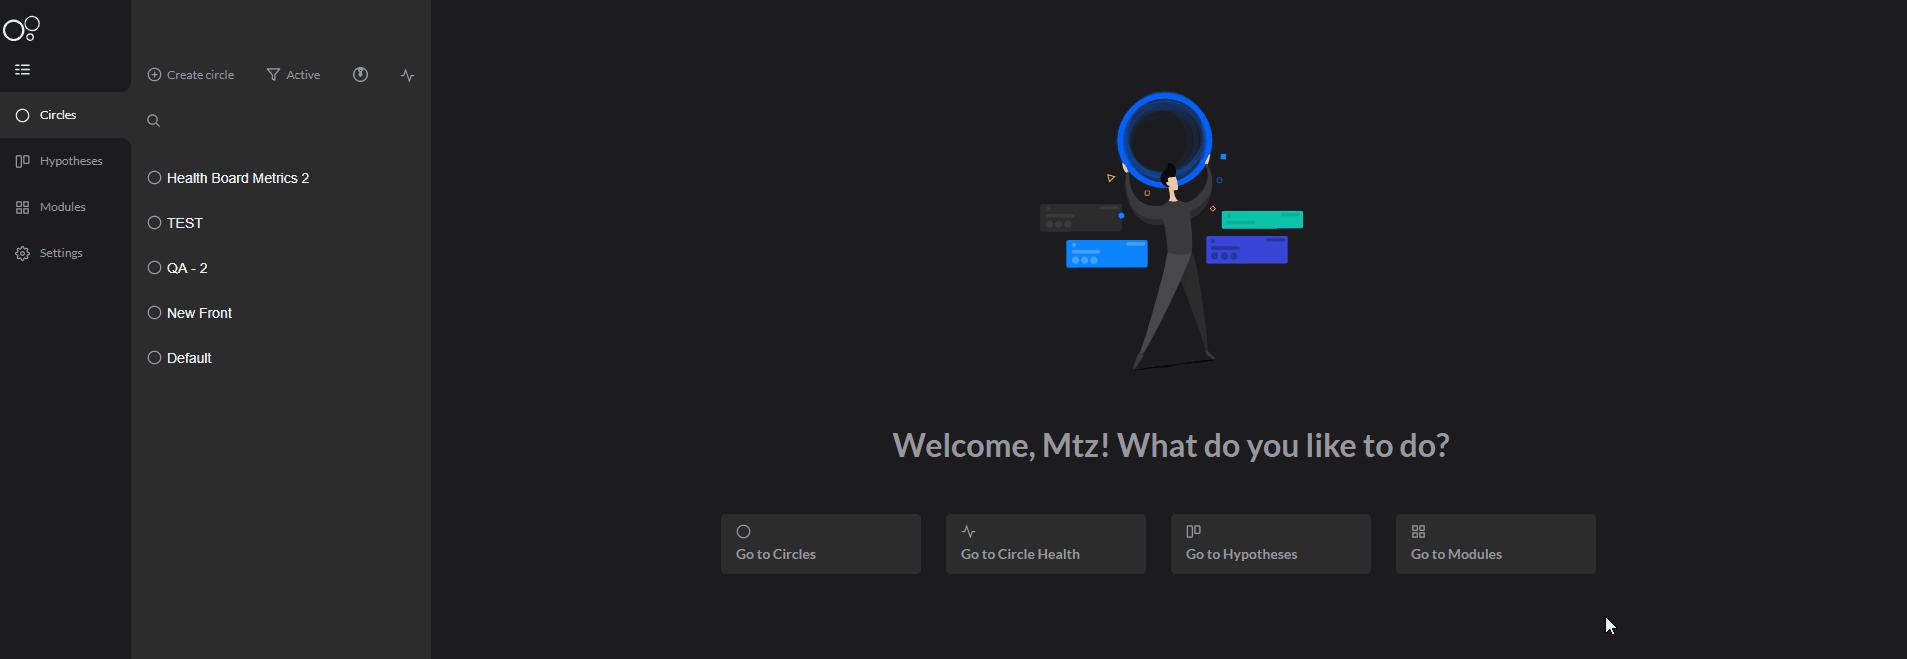 Create circle
Active
Circles
Hypotheses
Modules
Settings
Health Board Metrics 2
TEST
QA - 2
New Front
Default
Welcome, Mtz! What do you like to do?
Go to Circles
Go to Circle Health
Go to Hypotheses
Go to Modules